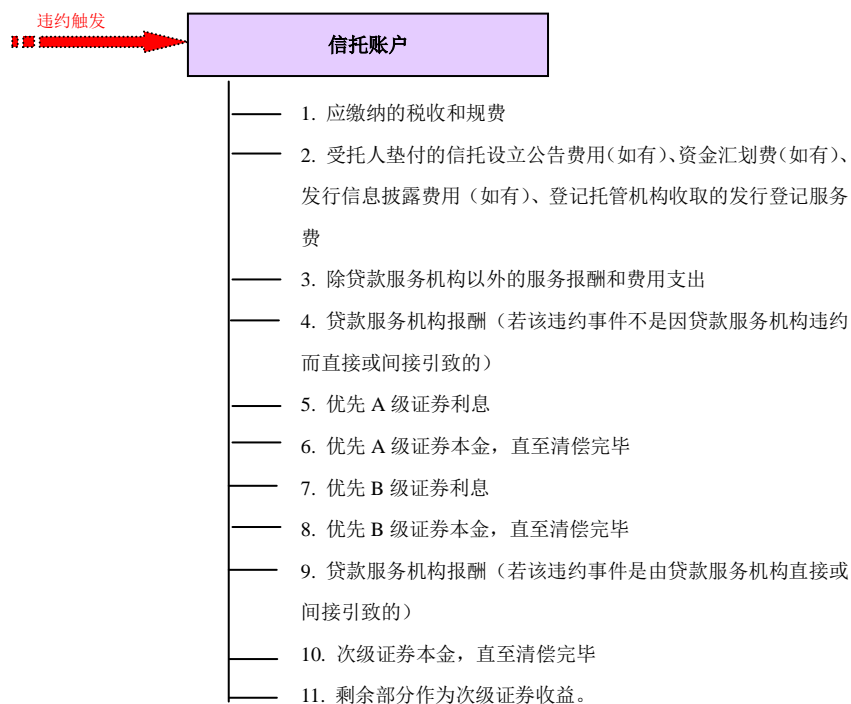 违约触发
信托账户
1. 应缴纳的税收和规费
2. 受托人垫付的信托设立公告费用(如有)、资金汇划费(如有)、
发行信息披露费用（如有）、登记托管机构收取的发行登记服务
费
3. 除贷款服务机构以外的服务报酬和费用支出
4. 贷款服务机构报酬（若该违约事件不是因贷款服务机构违约
而直接或间接引致的）
5. 优先 A 级证券利息
6. 优先 A 级证券本金，直至清偿完毕
7. 优先 B 级证券利息
8. 优先 B 级证券本金，直至清偿完毕
9. 贷款服务机构报酬（若该违约事件是由贷款服务机构直接或
间接引致的）
10. 次级证券本金，直至清偿完毕
11. 剩余部分作为次级证券收益。